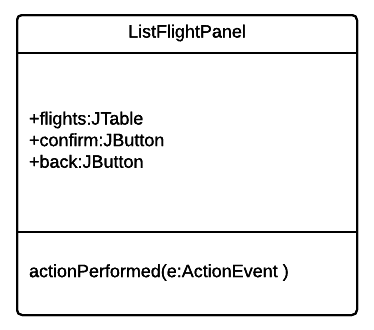 ListFlightPanel
+flights:JTable
+confirm:JButton
+back:JButton
actionPerformed(e:ActionEvent )